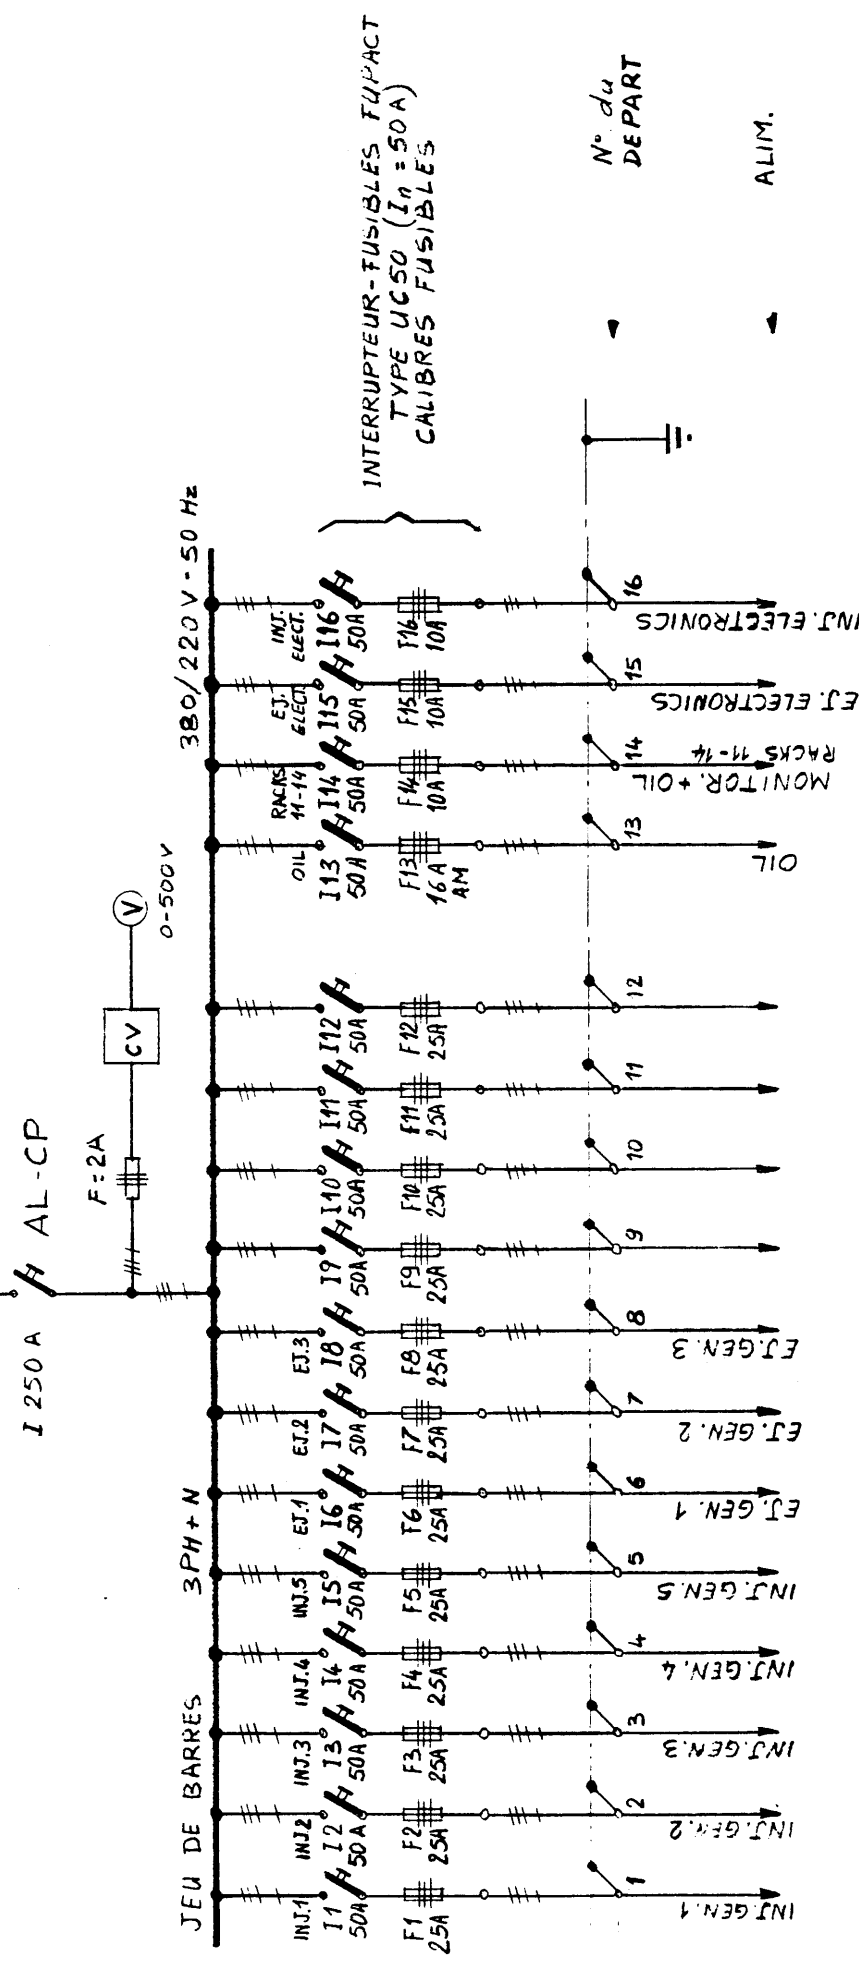 I 250 A
AL-CP
F=2A
CV
V
0-500V
JEU DE BARRES
3PH+N
380/220V-50 Hz
INJ.1
INJ.2
INJ.3
INJ.4
INJ.5
EJ.1
EJ.2
EJ.3
OIL
RACKS
11-14
EJ.
ELECT.
INJ.
ELECT.
I1
50A
I2
50A
I3
50A
I4
50A
I5
50A
I6
50A
I7
50A
I8
50A
I9
50A
I10
50A
I11
50A
I12
50A
I13
50A
I14
50A
I15
50A
I16
50A
INTERRUPTEUR-FUSIBLES FUPACT
TYPE UC50 (In = 50A)
CALIBRES FUSIBLES
F1
25A
F2
25A
F3
25A
F4
25A
F5
25A
F6
25A
F7
25A
F8
25A
F9
25A
F10
25A
F11
25A
F12
25A
F13
16A
AM
F14
10A
F15
10A
F16
10A
1
2
3
4
5
6
7
8
9
10
11
12
13
14
15
16
N° du
DEPART
INJ.GEN.1
INJ.GEN.2
INJ.GEN.3
INJ.GEN.4
INJ.GEN.5
EJ.GEN.1
EJ.GEN.2
EJ.GEN.3
OIL
MONITOR.+OIL
RACKS 11-14
EJ.ELECTRONICS
INJ.ELECTRONICS
ALIM.